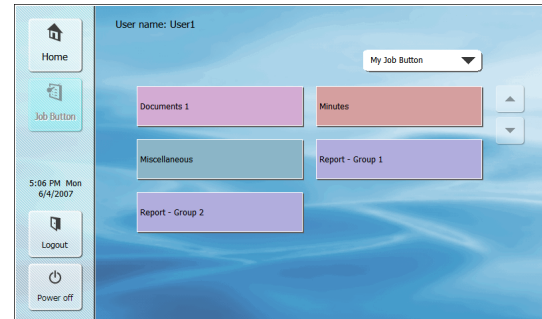 User name: User1
Home
My Job Button
Job Button
Documents 1
Minutes
Miscellaneous
Report - Group 1
5:06 PM Mon
6/4/2007
Report - Group 2
Logout
Power off